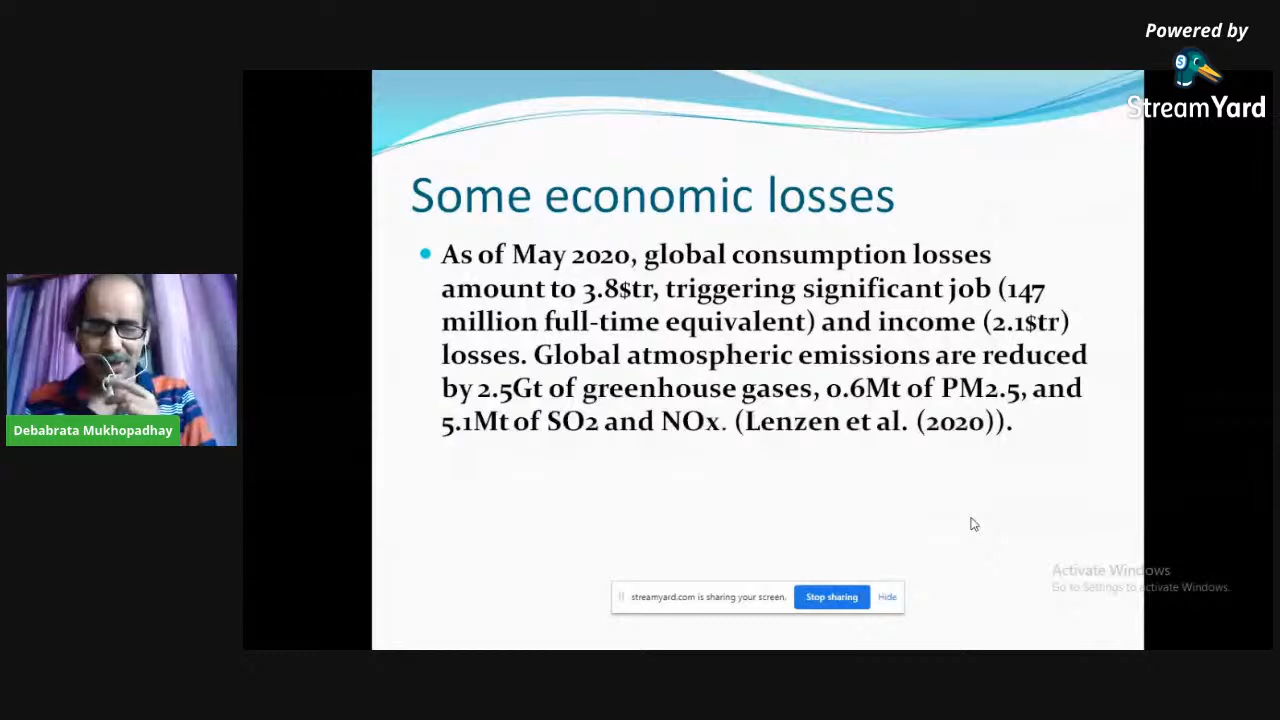 Powered by
StreamYard
Some economic losses
As of May 2020, global consumption losses
amount to 3.8$tr, triggering significant job (147
million full-time equivalent) and income (2.1$tr)
losses. Global atmospheric emissions are reduced
by 2.5Gt of greenhouse gases, 0.6Mt of PM2.5, and
5.1Mt of SO2 and NOx. (Lenzen et al. (2020)).
Debabrata Mukhopadhay
Activate Windows
Go to Settings to activate Windows.
streamyard.com is sharing your screen.
Stop sharing
Hide